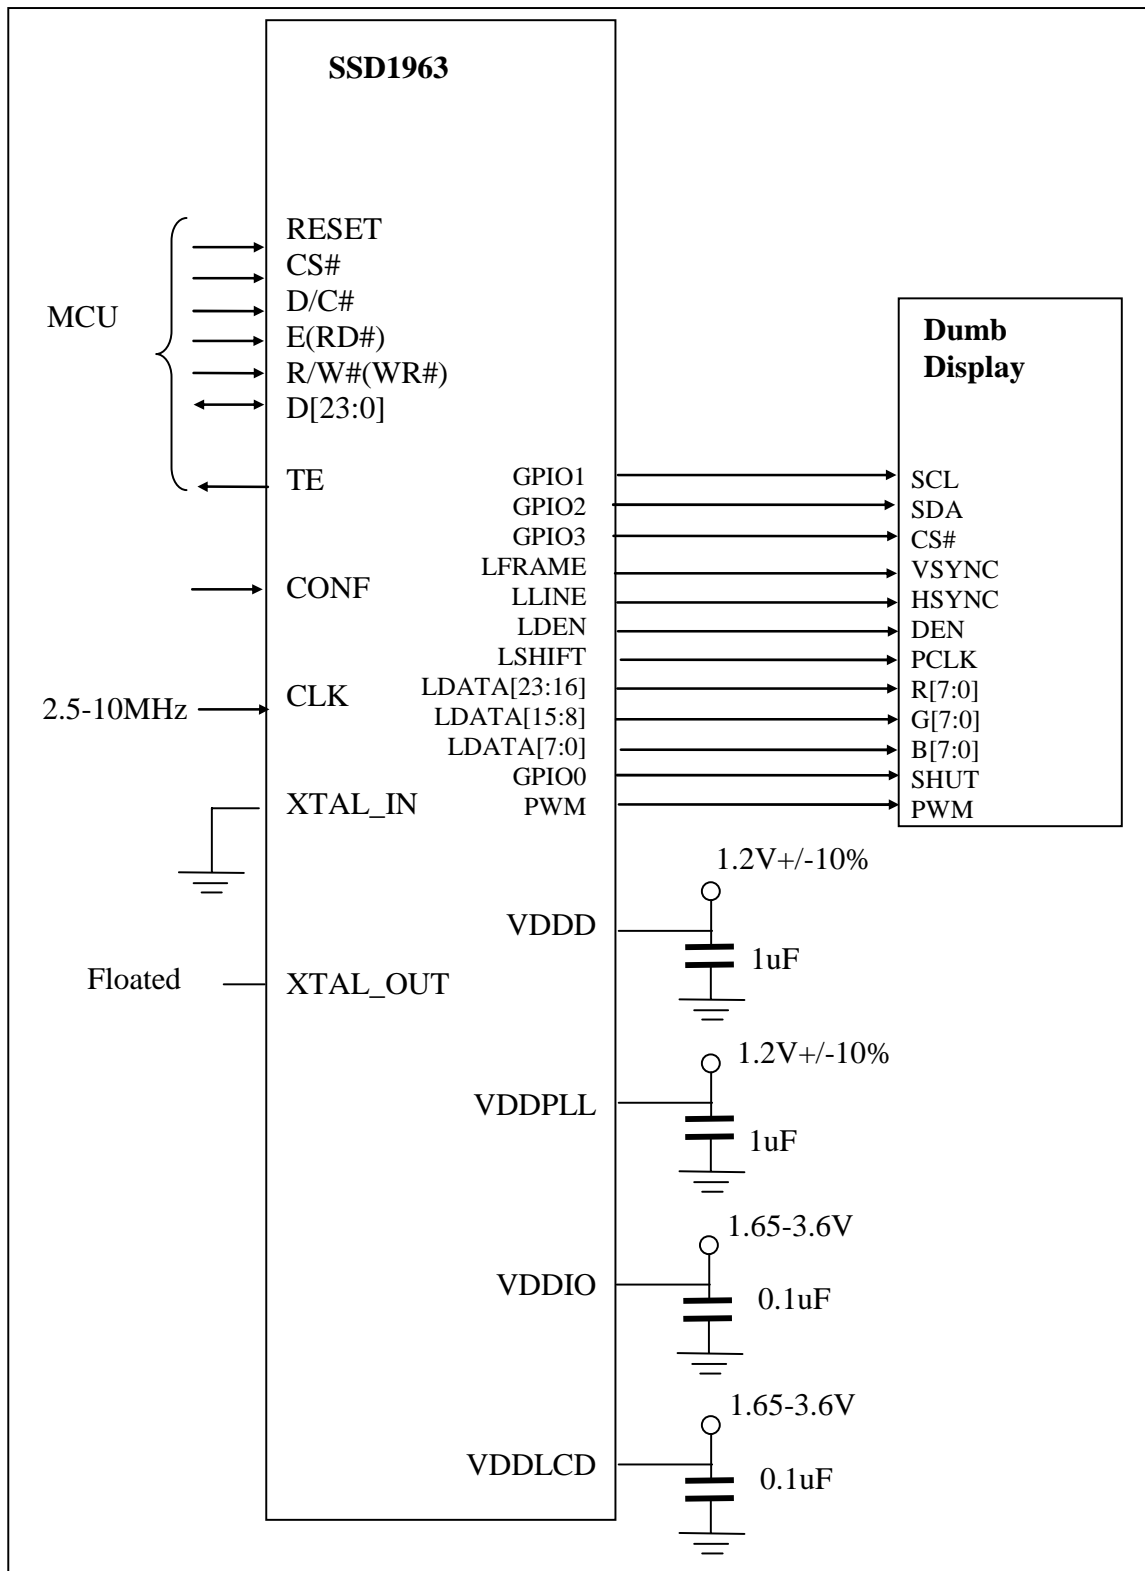 SSD1963
MCU
RESET
CS#
D/C#
E(RD#)
R/W#(WR#)
D[23:0]
TE
CONF
2.5-10MHz
CLK
XTAL_IN
Floated
XTAL_OUT
GPIO1
GPIO2
GPIO3
LFRAME
LLINE
LDEN
LSHIFT
LDATA[23:16]
LDATA[15:8]
LDATA[7:0]
GPIO0
PWM
Dumb
Display
SCL
SDA
CS#
VSYNC
HSYNC
DEN
PCLK
R[7:0]
G[7:0]
B[7:0]
SHUT
PWM
1.2V+/-10%
VDDD
1uF
1.2V+/-10%
VDDPLL
1uF
1.65-3.6V
VDDIO
0.1uF
1.65-3.6V
VDDLCD
0.1uF